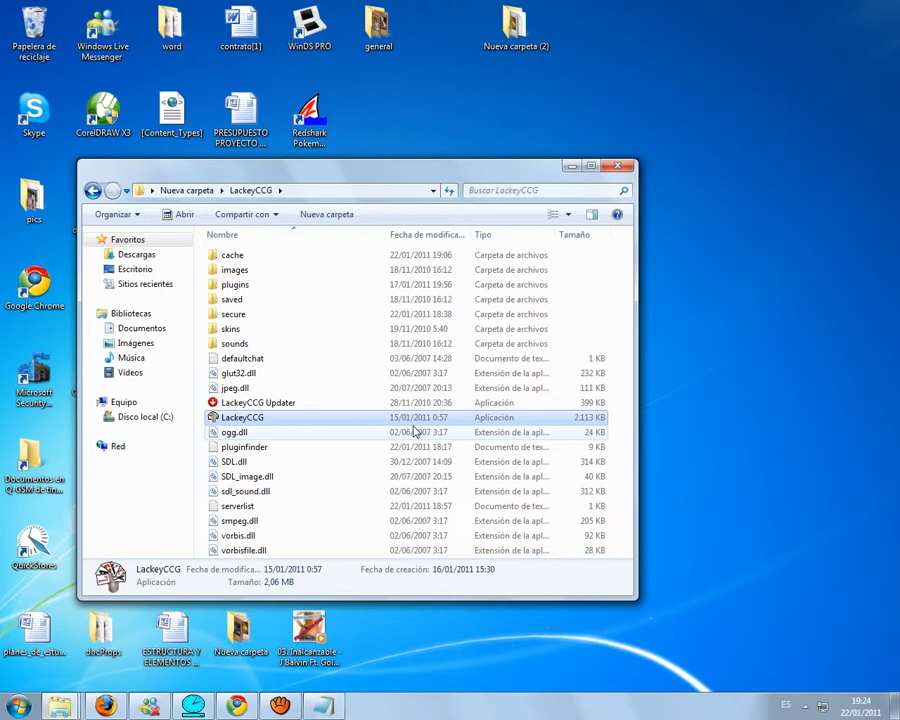 Papelera de reciclaje
Windows Live Messenger
word
contrato[1]
WinDS PRO
general
Nueva carpeta (2)
Skype
CorelDRAW X3
[Content_Types]
PRESUPUESTO PROYECTO ...
Redshark Pokem...
pics
Google Chrome
Microsoft Security...
Documentos en Q-GSM de tin...
QuickStores
Nueva carpeta LackeyCCG
Buscar LackeyCCG
Organizar Abrir Compartir con Nueva carpeta
Favoritos
Descargas
Escritorio
Sitios recientes
Bibliotecas
Documentos
Imágenes
Música
Vídeos
Equipo
Disco local (C:)
Red
Nombre Fecha de modifica... Tipo Tamaño
cache 22/01/2011 19:06 Carpeta de archivos
images 18/11/2010 16:12 Carpeta de archivos
plugins 17/01/2011 19:56 Carpeta de archivos
saved 18/11/2010 16:12 Carpeta de archivos
secure 22/01/2011 18:38 Carpeta de archivos
skins 19/11/2010 5:40 Carpeta de archivos
sounds 18/11/2010 16:12 Carpeta de archivos
defaultchat 03/06/2007 14:28 Documento de tex... 1 KB
glut32.dll 02/06/2007 3:17 Extensión de la apl... 232 KB
jpeg.dll 20/07/2007 20:13 Extensión de la apl... 111 KB
LackeyCCG Updater 28/11/2010 20:36 Aplicación 399 KB
LackeyCCG 15/01/2011 0:57 Aplicación 2.113 KB
ogg.dll 02/06/2007 3:17 Extensión de la apl... 24 KB
pluginfinder 22/01/2011 18:17 Documento de tex... 9 KB
SDL.dll 30/12/2007 14:09 Extensión de la apl... 314 KB
SDL_image.dll 20/07/2007 20:15 Extensión de la apl... 40 KB
sdl_sound.dll 02/06/2007 3:17 Extensión de la apl... 312 KB
serverlist 22/01/2011 18:57 Documento de tex... 1 KB
smpeg.dll 02/06/2007 3:17 Extensión de la apl... 205 KB
vorbis.dll 02/06/2007 3:17 Extensión de la apl... 92 KB
vorbisfile.dll 02/06/2007 3:17 Extensión de la apl... 28 KB
LackeyCCG Fecha de modifica... 15/01/2011 0:57 Fecha de creación: 16/01/2011 15:30
Aplicación Tamaño: 2,06 MB
planes_de_estu...
docProps
ESTRUCTURA Y ELEMENTOS ...
Nueva carpeta
03. Inalcanzable - J Balvin Ft. Gol...
ES
19:24
22/01/2011